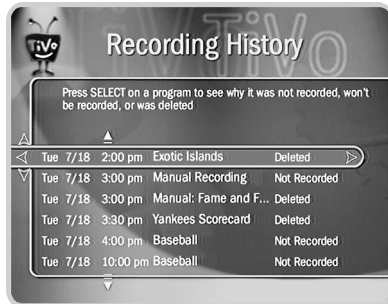 TiVo
Recording History
Press SELECT on a program to see why it was not recorded, won't
be recorded, or was deleted
Tue 7/18 2:00 pm Exotic Islands Deleted
Tue 7/18 3:00 pm Manual Recording Not Recorded
Tue 7/18 3:00 pm Manual: Fame and F... Deleted
Tue 7/18 3:30 pm Yankees Scorecard Deleted
Tue 7/18 4:00 pm Baseball Not Recorded
Tue 7/18 10:00 pm Baseball Not Recorded